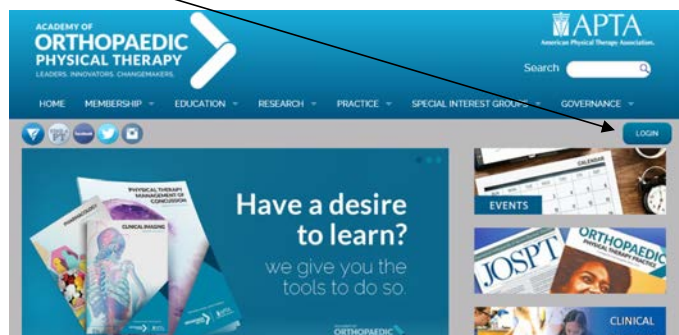 ACADEMY OF
ORTHOPAEDIC
PHYSICAL THERAPY
LEADERS. INNOVATORS. CHANGEMAKERS.
APTA
American Physical Therapy Association.
Search
HOME MEMBERSHIP EDUCATION RESEARCH PRACTICE SPECIAL INTEREST GROUPS GOVERNANCE
facebook
LOGIN
PHYSICAL THERAPY
MANAGEMENT OF
CONCUSSION
PHARMACOLOGY
CLINICAL IMAGING
Have a desire
to learn?
we give you the
tools to do so.
ORTHOPAEDIC
CALENDAR
EVENTS
JOSPT
ORTHOPAEDIC
PHYSICAL THERAPY PRACTICE
CLINICAL